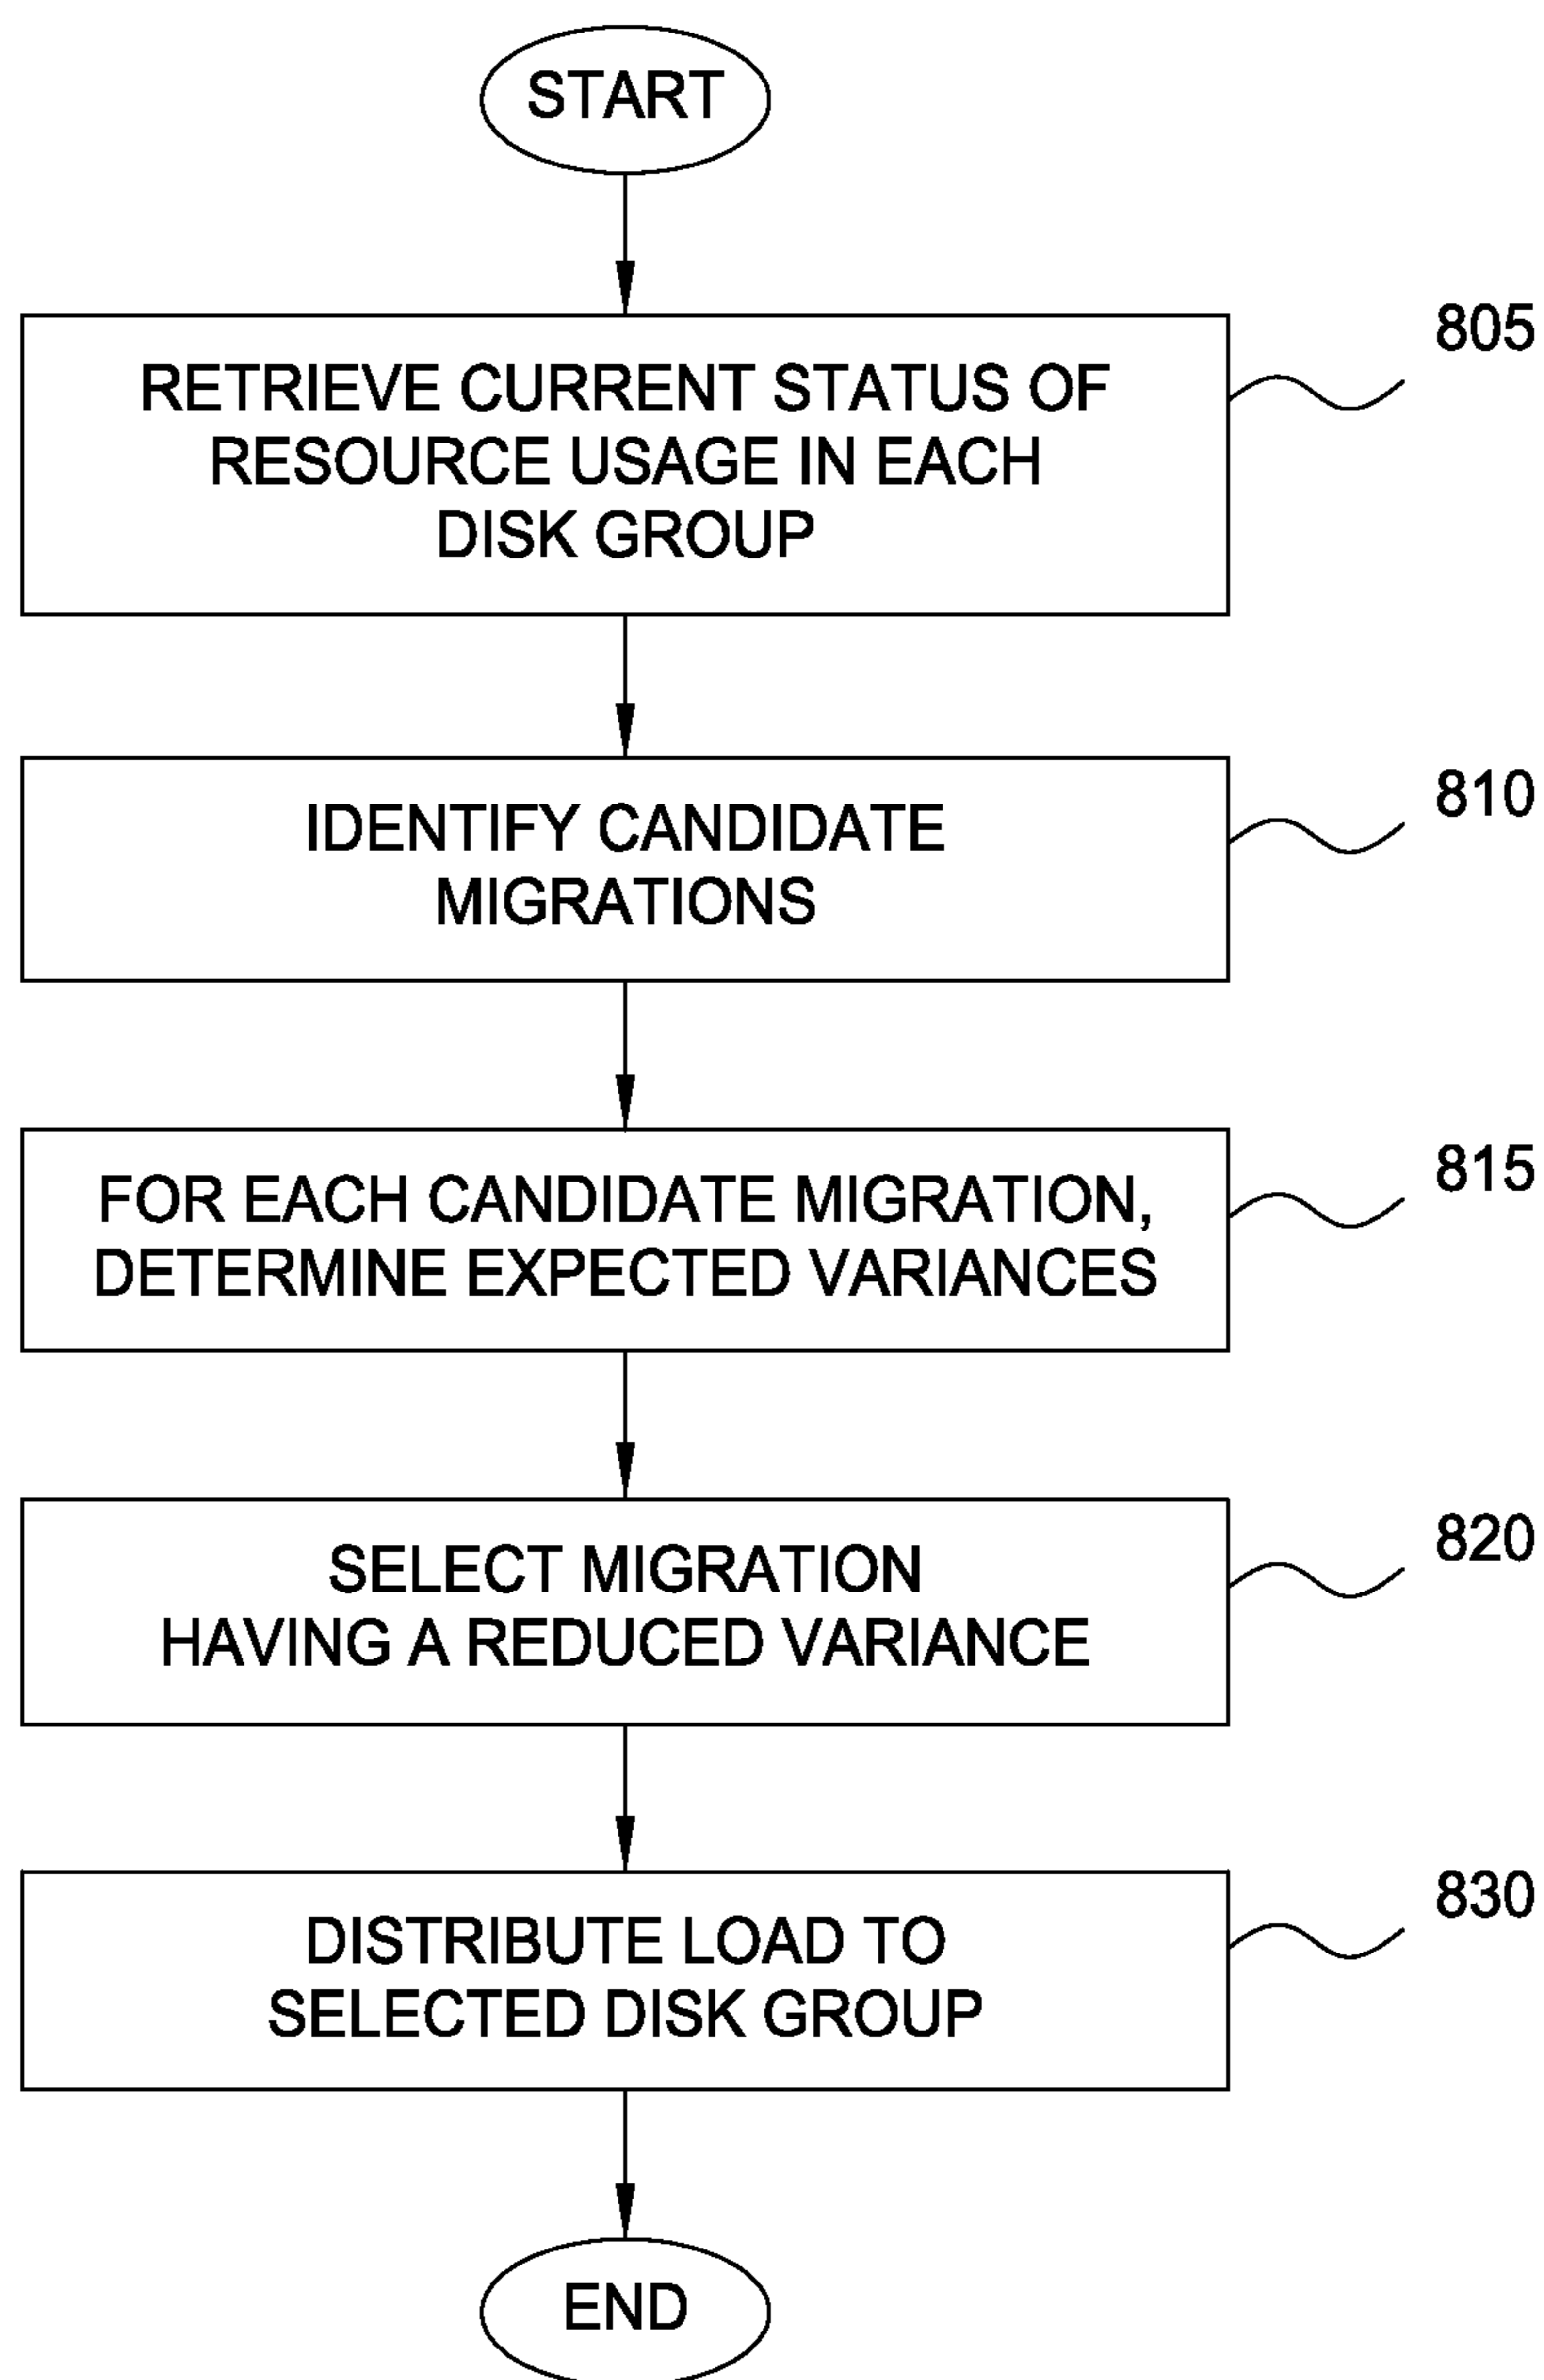 START
805
RETRIEVE CURRENT STATUS OF
RESOURCE USAGE IN EACH
DISK GROUP
810
IDENTIFY CANDIDATE
MIGRATIONS
815
FOR EACH CANDIDATE MIGRATION,
DETERMINE EXPECTED VARIANCES
820
SELECT MIGRATION
HAVING A REDUCED VARIANCE
830
DISTRIBUTE LOAD TO
SELECTED DISK GROUP
END